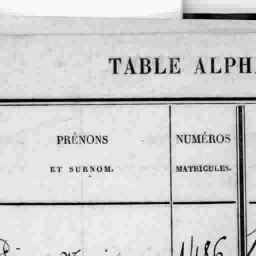 TABLE ALPH
PRÉNONS
NUMÉROS
ET SURNOM.
MATRICULES.
1486